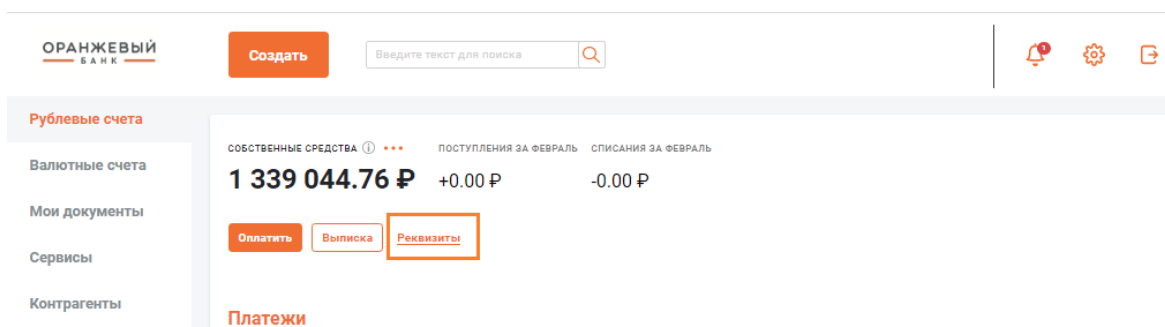 ОРАНЖЕВЫЙ
БАНК
Создать
Введите текст для поиска
1
Рублевые счета
Валютные счета
Мои документы
Сервисы
Контрагенты
СОБСТВЕННЫЕ СРЕДСТВА
ПОСТУПЛЕНИЯ ЗА ФЕВРАЛЬ
СПИСАНИЯ ЗА ФЕВРАЛЬ
1 339 044.76 ₽
+0.00 ₽
-0.00 ₽
Оплатить
Выписка
Реквизиты
Платежи